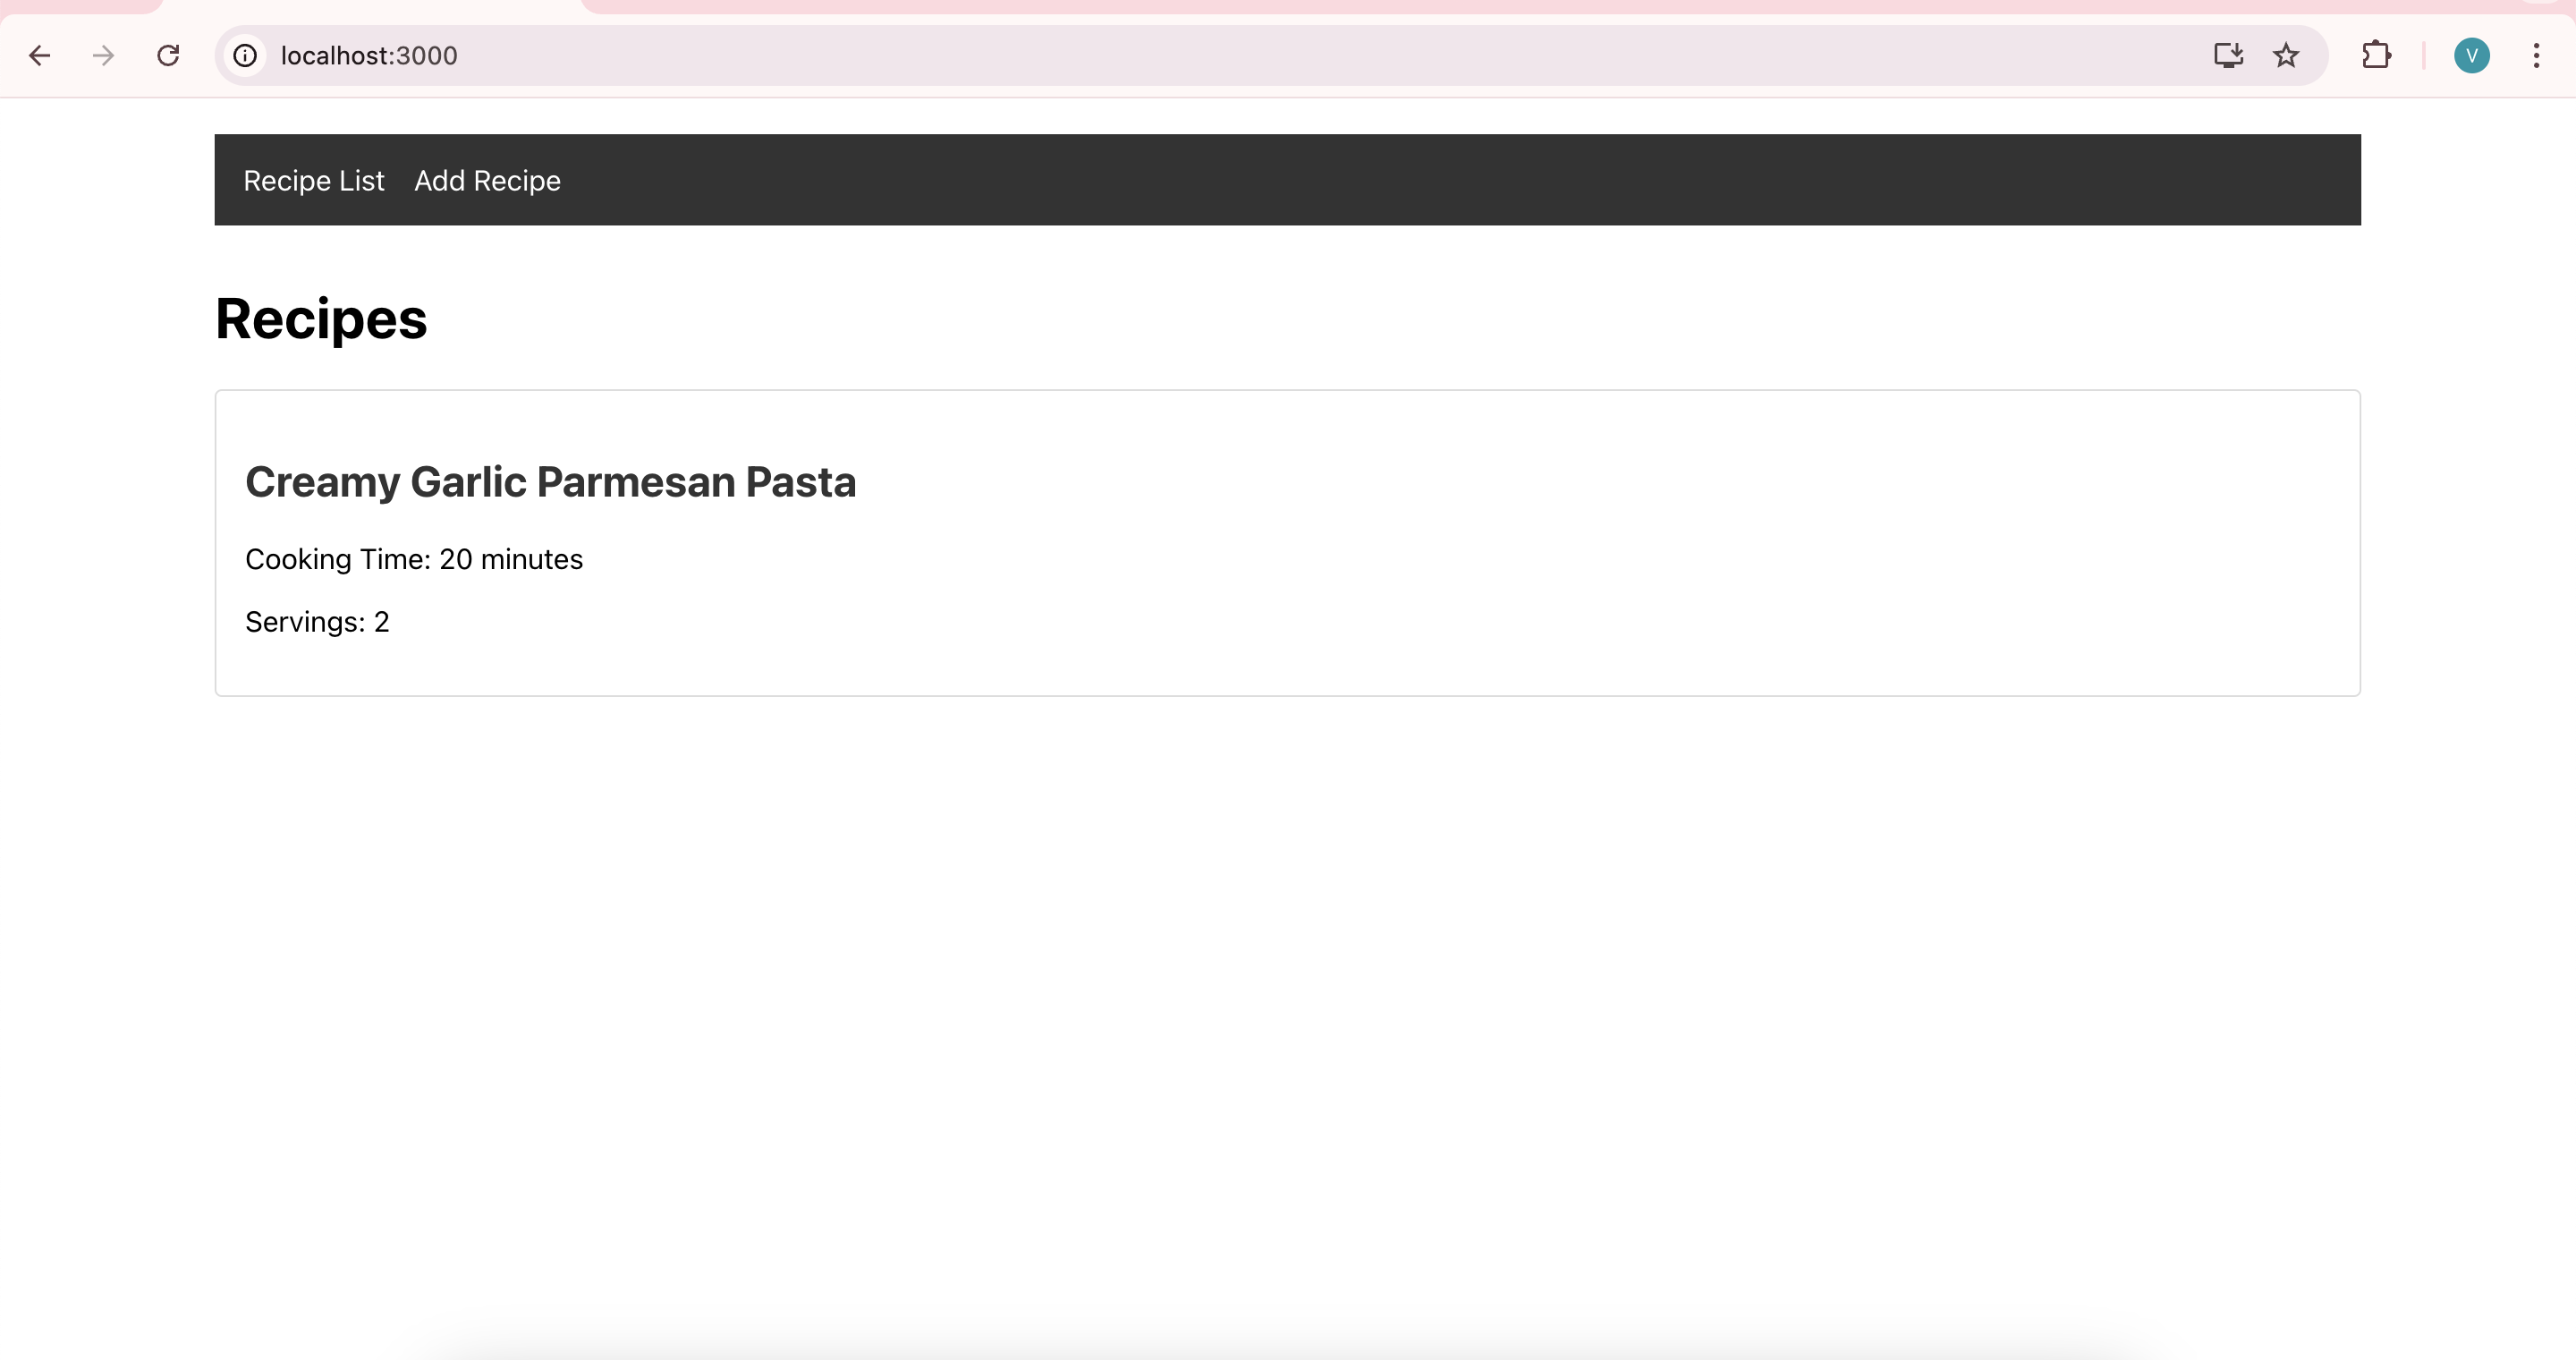 localhost:3000
V
Recipe List Add Recipe
Recipes
Creamy Garlic Parmesan Pasta
Cooking Time: 20 minutes
Servings: 2